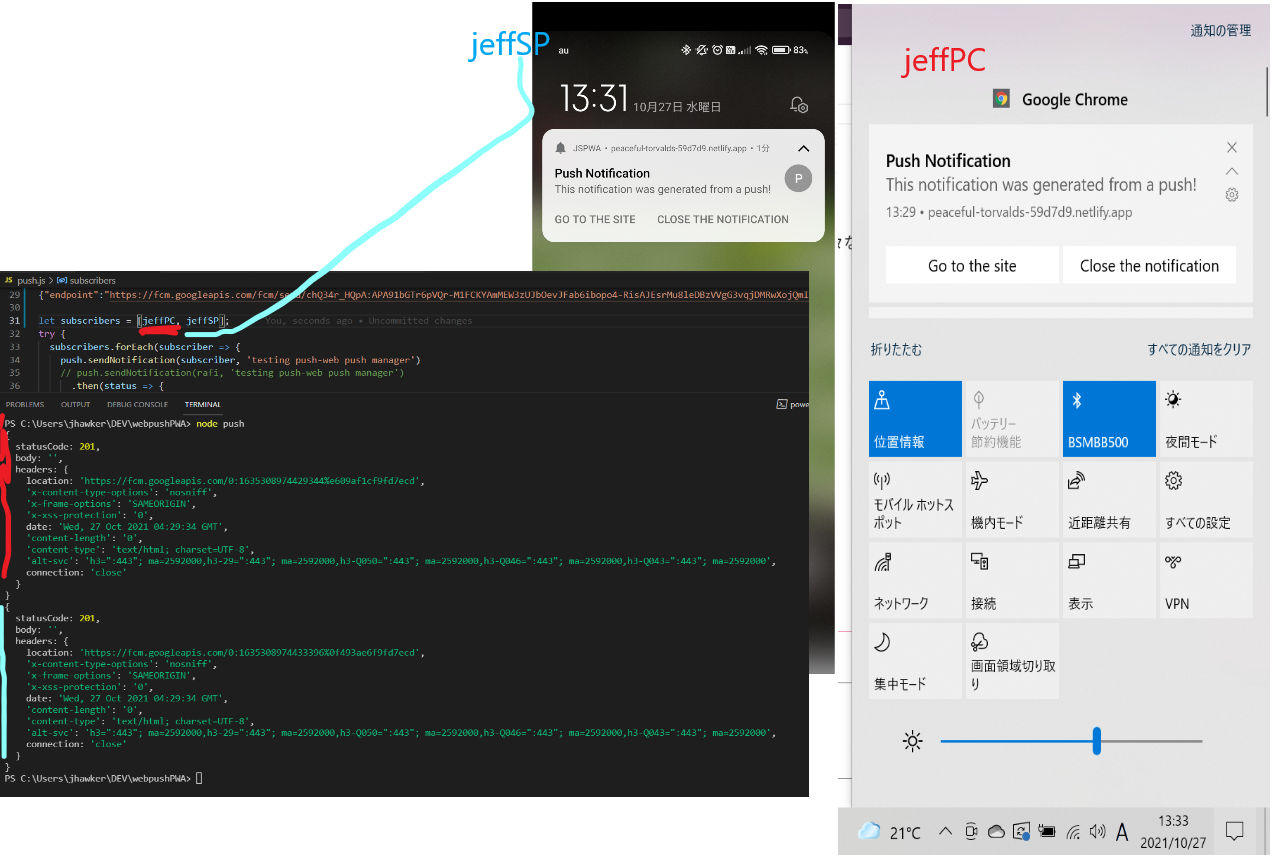 jeffSP
au
83%
13:31 10月27日 水曜日
JSPWA • peaceful-torvalds-59d7d9.netlify.app • 1分
Push Notification
This notification was generated from a push!
P
GO TO THE SITE CLOSE THE NOTIFICATION
JS push.js > subscribers
29 {"endpoint":"https://fcm.googleapis.com/fcm/send/chQ34r_HQpA:APA91bGTr6pVQr-M1FCKYAmMEW3zUJbOevJFab6ibopo4-RisAJEsrMu8leDBzVVgG3vqjDMRwXojQmI
30
31 let subscribers = [jeffPC, jeffSP]; You, seconds ago • Uncommitted changes
32 try {
33 subscribers.forEach(subscriber => {
34 push.sendNotification(subscriber, 'testing push-web push manager')
35 // push.sendNotification(rafi, 'testing push-web push manager')
36 .then(status => {
PROBLEMS OUTPUT DEBUG CONSOLE TERMINAL powe
PS C:\Users\jhawker\DEV\webpushPWA> node push
{
statusCode: 201,
body: '',
headers: {
location: 'https://fcm.googleapis.com/0:1635308974429344%e609af1cf9fd7ecd',
'x-content-type-options': 'nosniff',
'x-frame-options': 'SAMEORIGIN',
'x-xss-protection': '0',
date: 'Wed, 27 Oct 2021 04:29:34 GMT',
'content-length': '0',
'content-type': 'text/html; charset=UTF-8',
'alt-svc': 'h3=":443"; ma=2592000,h3-29=":443"; ma=2592000,h3-Q050=":443"; ma=2592000,h3-Q046=":443"; ma=2592000,h3-Q043=":443"; ma=2592000',
connection: 'close'
}
}
{
statusCode: 201,
body: '',
headers: {
location: 'https://fcm.googleapis.com/0:1635308974433396%0f493ae6f9fd7ecd',
'x-content-type-options': 'nosniff',
'x-frame-options': 'SAMEORIGIN',
'x-xss-protection': '0',
date: 'Wed, 27 Oct 2021 04:29:34 GMT',
'content-length': '0',
'content-type': 'text/html; charset=UTF-8',
'alt-svc': 'h3=":443"; ma=2592000,h3-29=":443"; ma=2592000,h3-Q050=":443"; ma=2592000,h3-Q046=":443"; ma=2592000,h3-Q043=":443"; ma=2592000',
connection: 'close'
}
}
PS C:\Users\jhawker\DEV\webpushPWA>
通知の管理
jeffPC
Google Chrome
Push Notification
This notification was generated from a push!
13:29 • peaceful-torvalds-59d7d9.netlify.app
Go to the site Close the notification
折りたたむ すべての通知をクリア
位置情報
バッテリー
節約機能
BSMBB500
夜間モード
モバイル ホットス
ポット
機内モード
近距離共有
すべての設定
ネットワーク
接続
表示
VPN
集中モード
画面領域切り取
り
21°C
A
13:33
2021/10/27